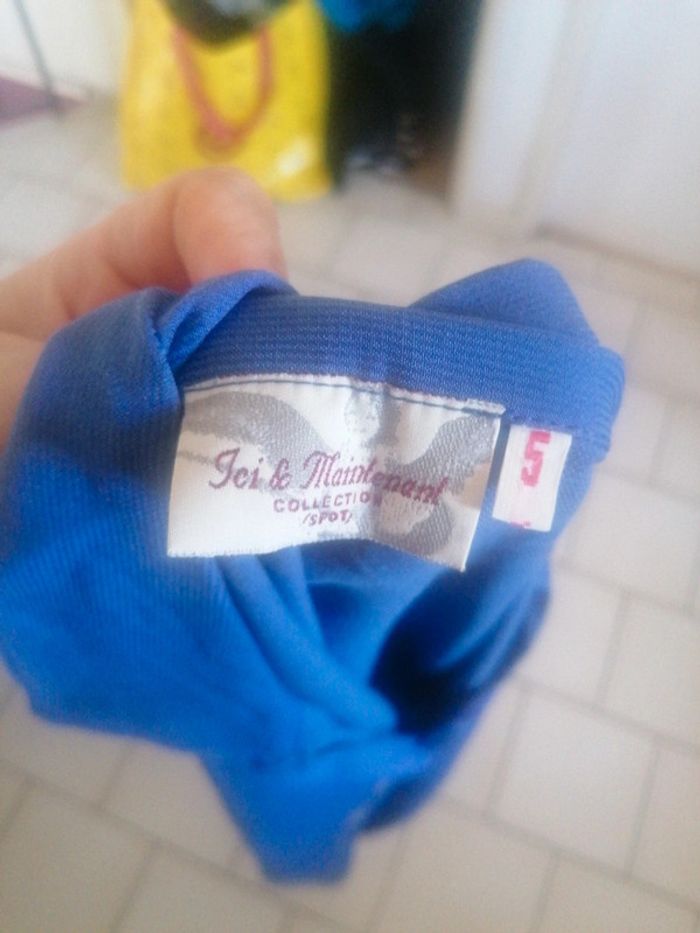 Ici & Maintenant
COLLECTION
/SPOT/
5